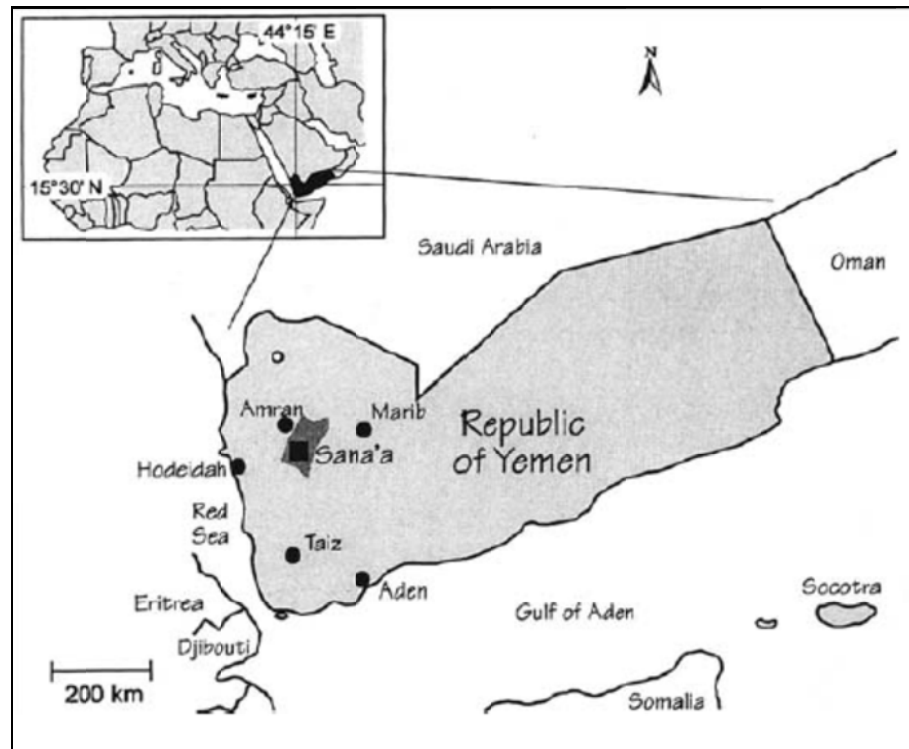 44°15' E
15°30' N
N
Saudi Arabia
Oman
Amran
Marib
Republic
of Yemen
Sana'a
Hodeidah
Red
Sea
Taiz
Aden
Eritrea
Djibouti
Gulf of Aden
Socotra
200 km
Somalia